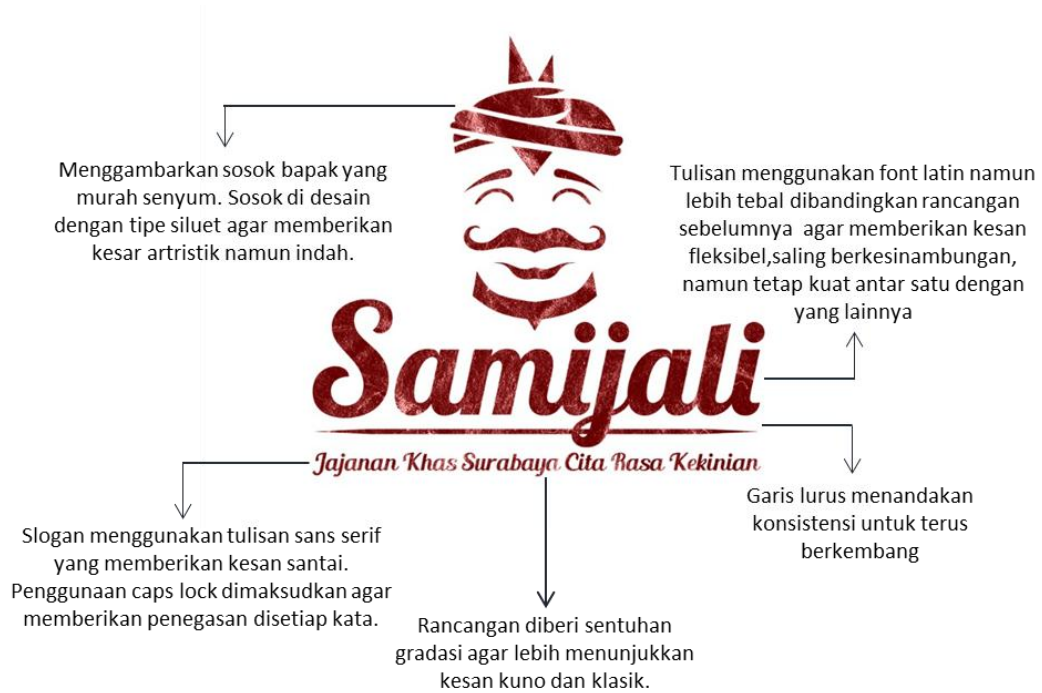 Menggambarkan sosok bapak yang
murah senyum. Sosok di desain
dengan tipe siluet agar memberikan
kesar artristik namun indah.
Tulisan menggunakan font latin namun
lebih tebal dibandingkan rancangan
sebelumnya agar memberikan kesan
fleksibel,saling berkesinambungan,
namun tetap kuat antar satu dengan
yang lainnya
Samijali
Jajanan Khas Surabaya Cita Rasa Kekinian
Garis lurus menandakan
konsistensi untuk terus
berkembang
Slogan menggunakan tulisan sans serif
yang memberikan kesan santai.
Penggunaan caps lock dimaksudkan agar
memberikan penegasan disetiap kata.
Rancangan diberi sentuhan
gradasi agar lebih menunjukkan
kesan kuno dan klasik.